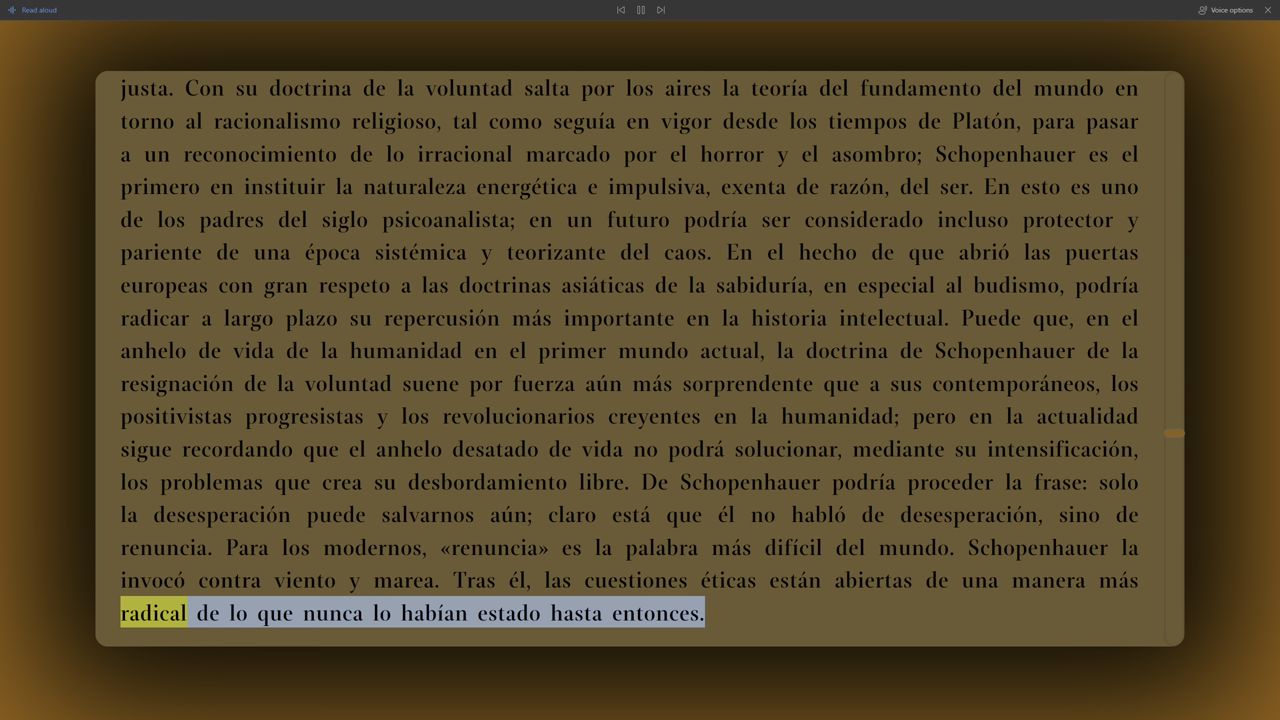 Read aloud
Voice options
justa. Con su doctrina de la voluntad salta por los aires la teoría del fundamento del mundo en
torno al racionalismo religioso, tal como seguía en vigor desde los tiempos de Platón, para pasar
a un reconocimiento de lo irracional marcado por el horror y el asombro; Schopenhauer es el
primero en instituir la naturaleza energética e impulsiva, exenta de razón, del ser. En esto es uno
de los padres del siglo psicoanalista; en un futuro podría ser considerado incluso protector y
pariente de una época sistémica y teorizante del caos. En el hecho de que abrió las puertas
europeas con gran respeto a las doctrinas asiáticas de la sabiduría, en especial al budismo, podría
radicar a largo plazo su repercusión más importante en la historia intelectual. Puede que, en el
anhelo de vida de la humanidad en el primer mundo actual, la doctrina de Schopenhauer de la
resignación de la voluntad suene por fuerza aún más sorprendente que a sus contemporáneos, los
positivistas progresistas y los revolucionarios creyentes en la humanidad; pero en la actualidad
sigue recordando que el anhelo desatado de vida no podrá solucionar, mediante su intensificación,
los problemas que crea su desbordamiento libre. De Schopenhauer podría proceder la frase: solo
la desesperación puede salvarnos aún; claro está que él no habló de desesperación, sino de
renuncia. Para los modernos, «renuncia» es la palabra más difícil del mundo. Schopenhauer la
invocó contra viento y marea. Tras él, las cuestiones éticas están abiertas de una manera más
radical de lo que nunca lo habían estado hasta entonces.